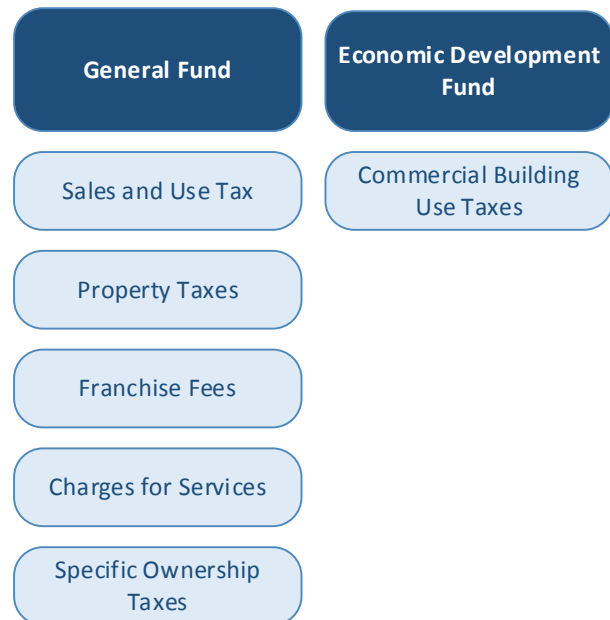 General Fund
Economic Development
Fund
Sales and Use Tax
Commercial Building
Use Taxes
Property Taxes
Franchise Fees
Charges for Services
Specific Ownership
Taxes